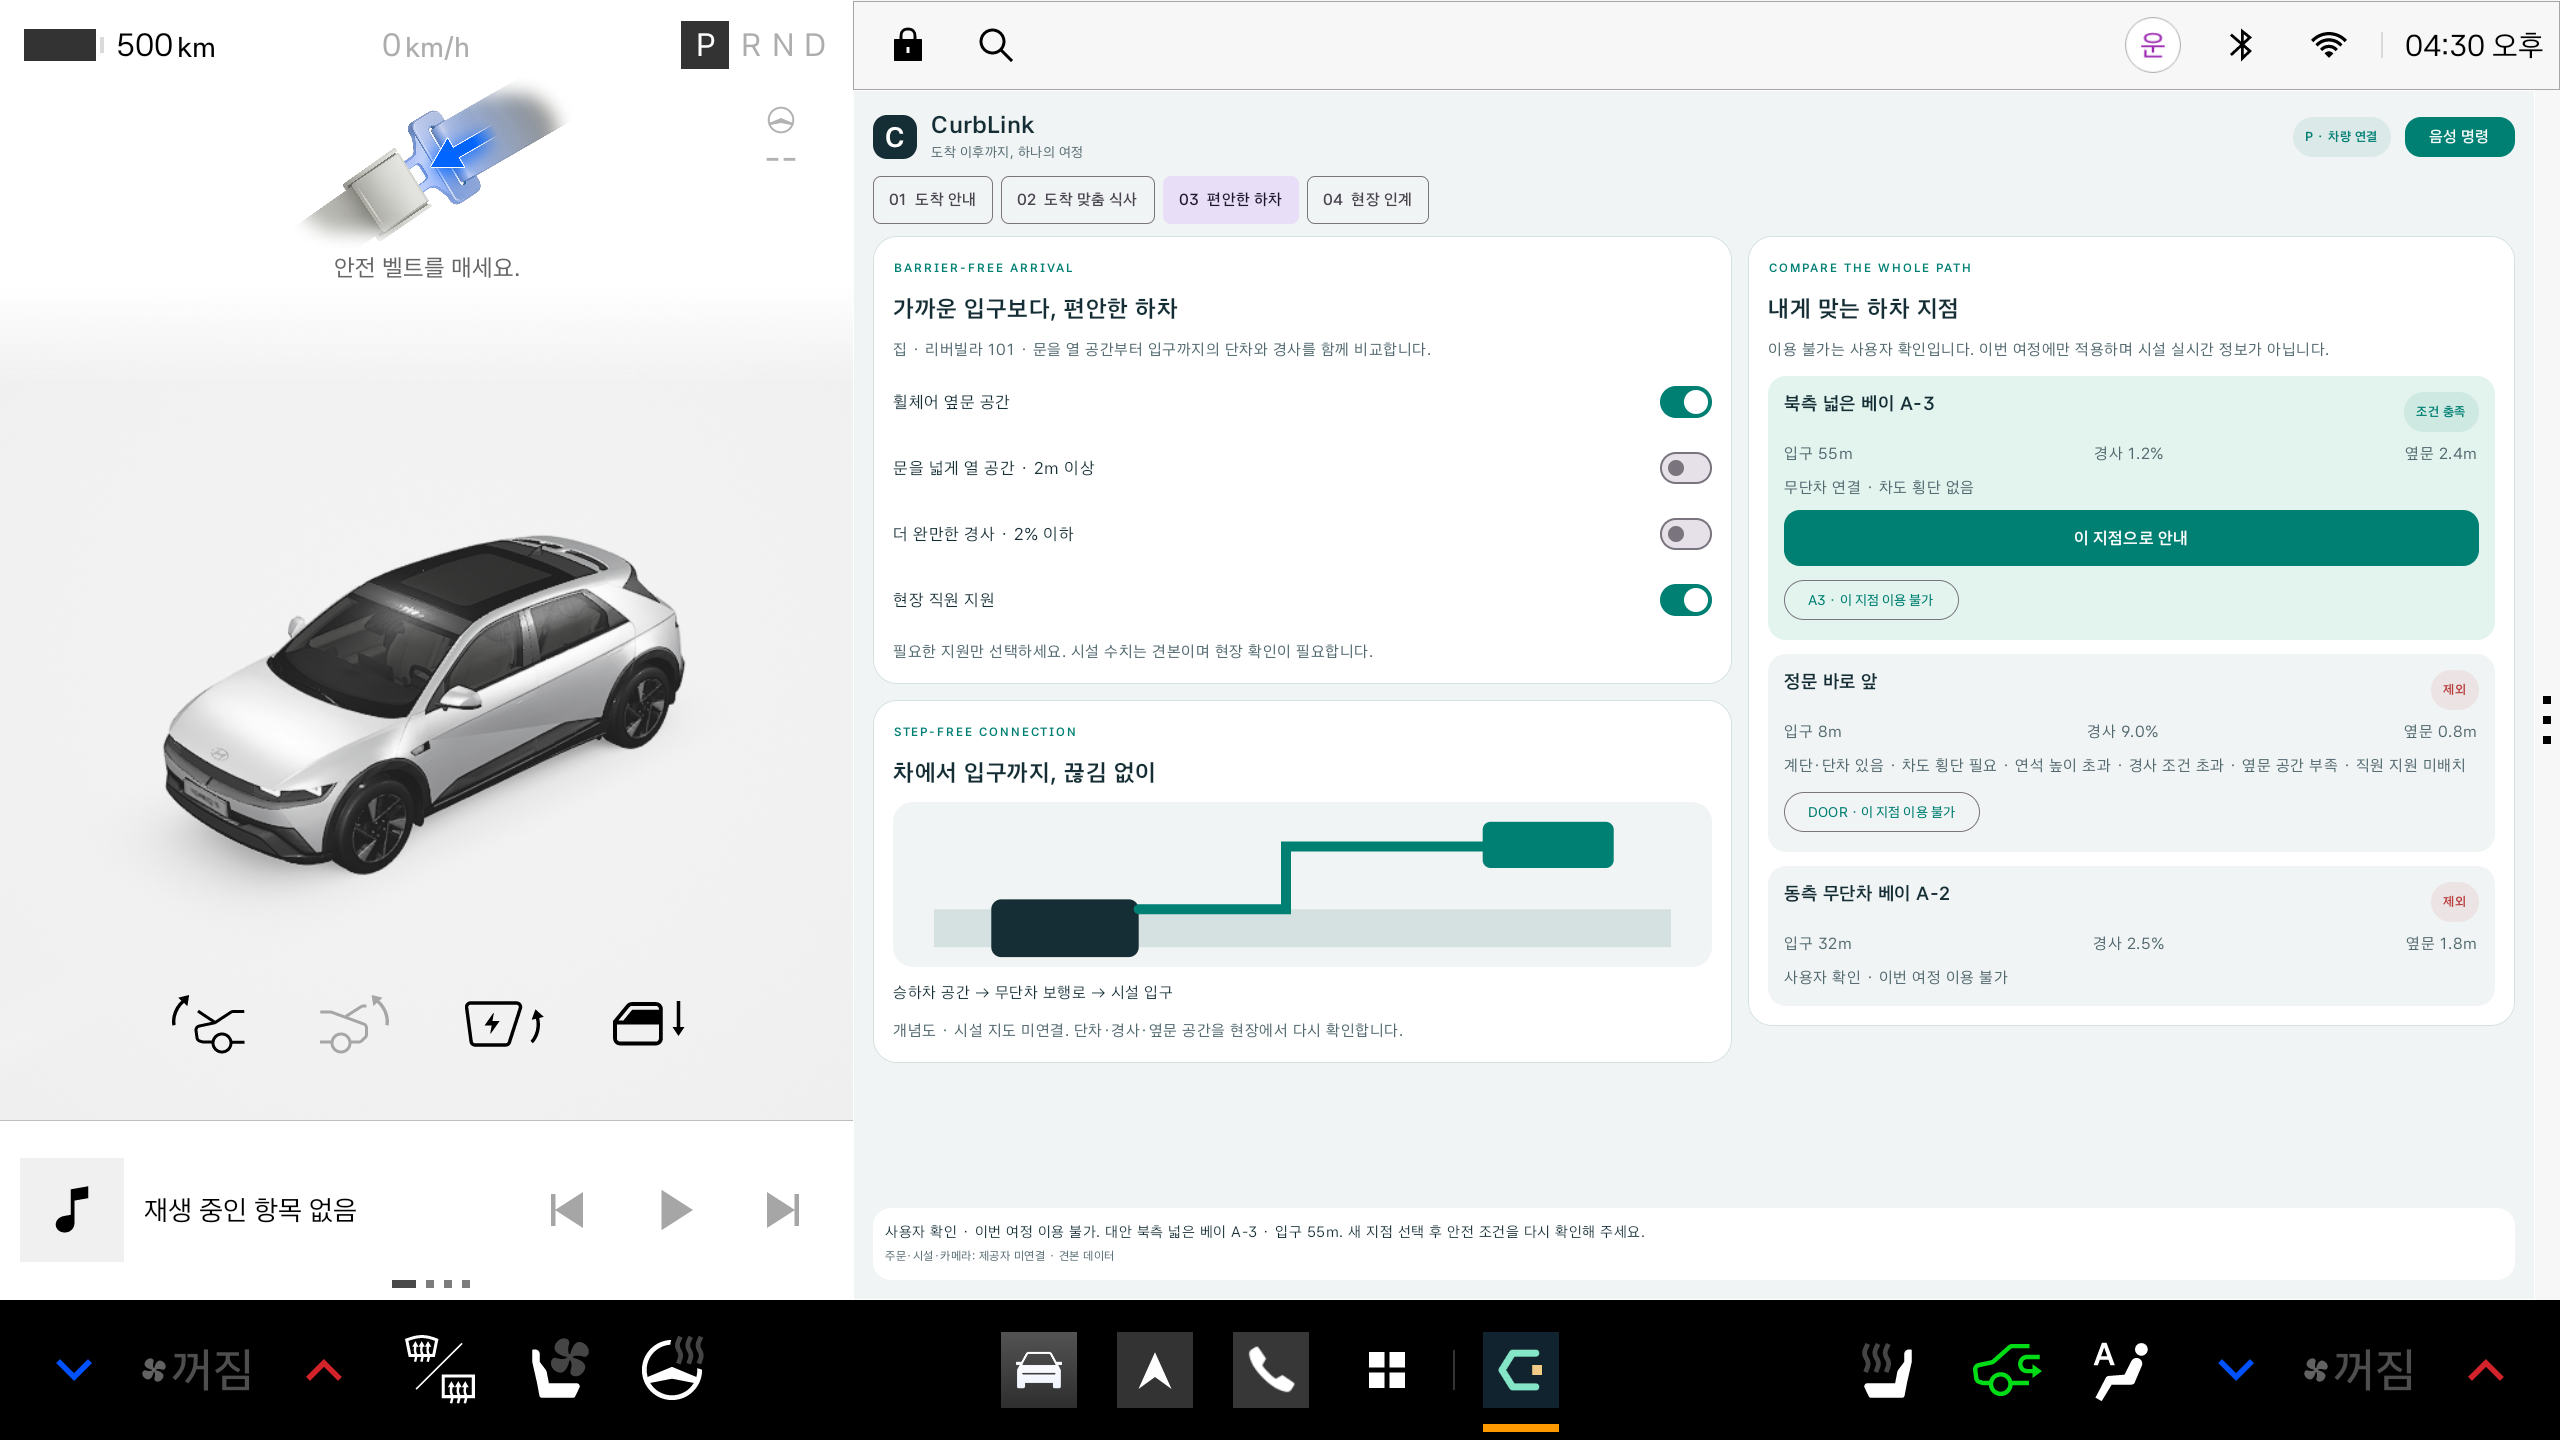 500 km
0 km/h
P R N D
04:30 오후
운
안전 벨트를 매세요.
재생 중인 항목 없음
C
CurbLink
도착 이후까지, 하나의 여정
P · 차량 연결
음성 명령
01 도착 안내
02 도착 맞춤 식사
03 편안한 하차
04 현장 인계
BARRIER-FREE ARRIVAL
가까운 입구보다, 편안한 하차
집 · 리버빌라 101 · 문을 열 공간부터 입구까지의 단차와 경사를 함께 비교합니다.
휠체어 옆문 공간
문을 넓게 열 공간 · 2m 이상
더 완만한 경사 · 2% 이하
현장 직원 지원
필요한 지원만 선택하세요. 시설 수치는 견본이며 현장 확인이 필요합니다.
STEP-FREE CONNECTION
차에서 입구까지, 끊김 없이
승하차 공간 → 무단차 보행로 → 시설 입구
개념도 · 시설 지도 미연결. 단차·경사·옆문 공간을 현장에서 다시 확인합니다.
COMPARE THE WHOLE PATH
내게 맞는 하차 지점
이용 불가는 사용자 확인입니다. 이번 여정에만 적용하며 시설 실시간 정보가 아닙니다.
북측 넓은 베이 A-3
조건 충족
입구 55m
경사 1.2%
옆문 2.4m
무단차 연결 · 차도 횡단 없음
이 지점으로 안내
A3 · 이 지점 이용 불가
정문 바로 앞
제외
입구 8m
경사 9.0%
옆문 0.8m
계단·단차 있음 · 차도 횡단 필요 · 연석 높이 초과 · 경사 조건 초과 · 옆문 공간 부족 · 직원 지원 미배치
DOOR · 이 지점 이용 불가
동측 무단차 베이 A-2
제외
입구 32m
경사 2.5%
옆문 1.8m
사용자 확인 · 이번 여정 이용 불가
사용자 확인 · 이번 여정 이용 불가. 대안 북측 넓은 베이 A-3 · 입구 55m. 새 지점 선택 후 안전 조건을 다시 확인해 주세요.
주문·시설·카메라: 제공자 미연결 · 견본 데이터
꺼짐
A
꺼짐